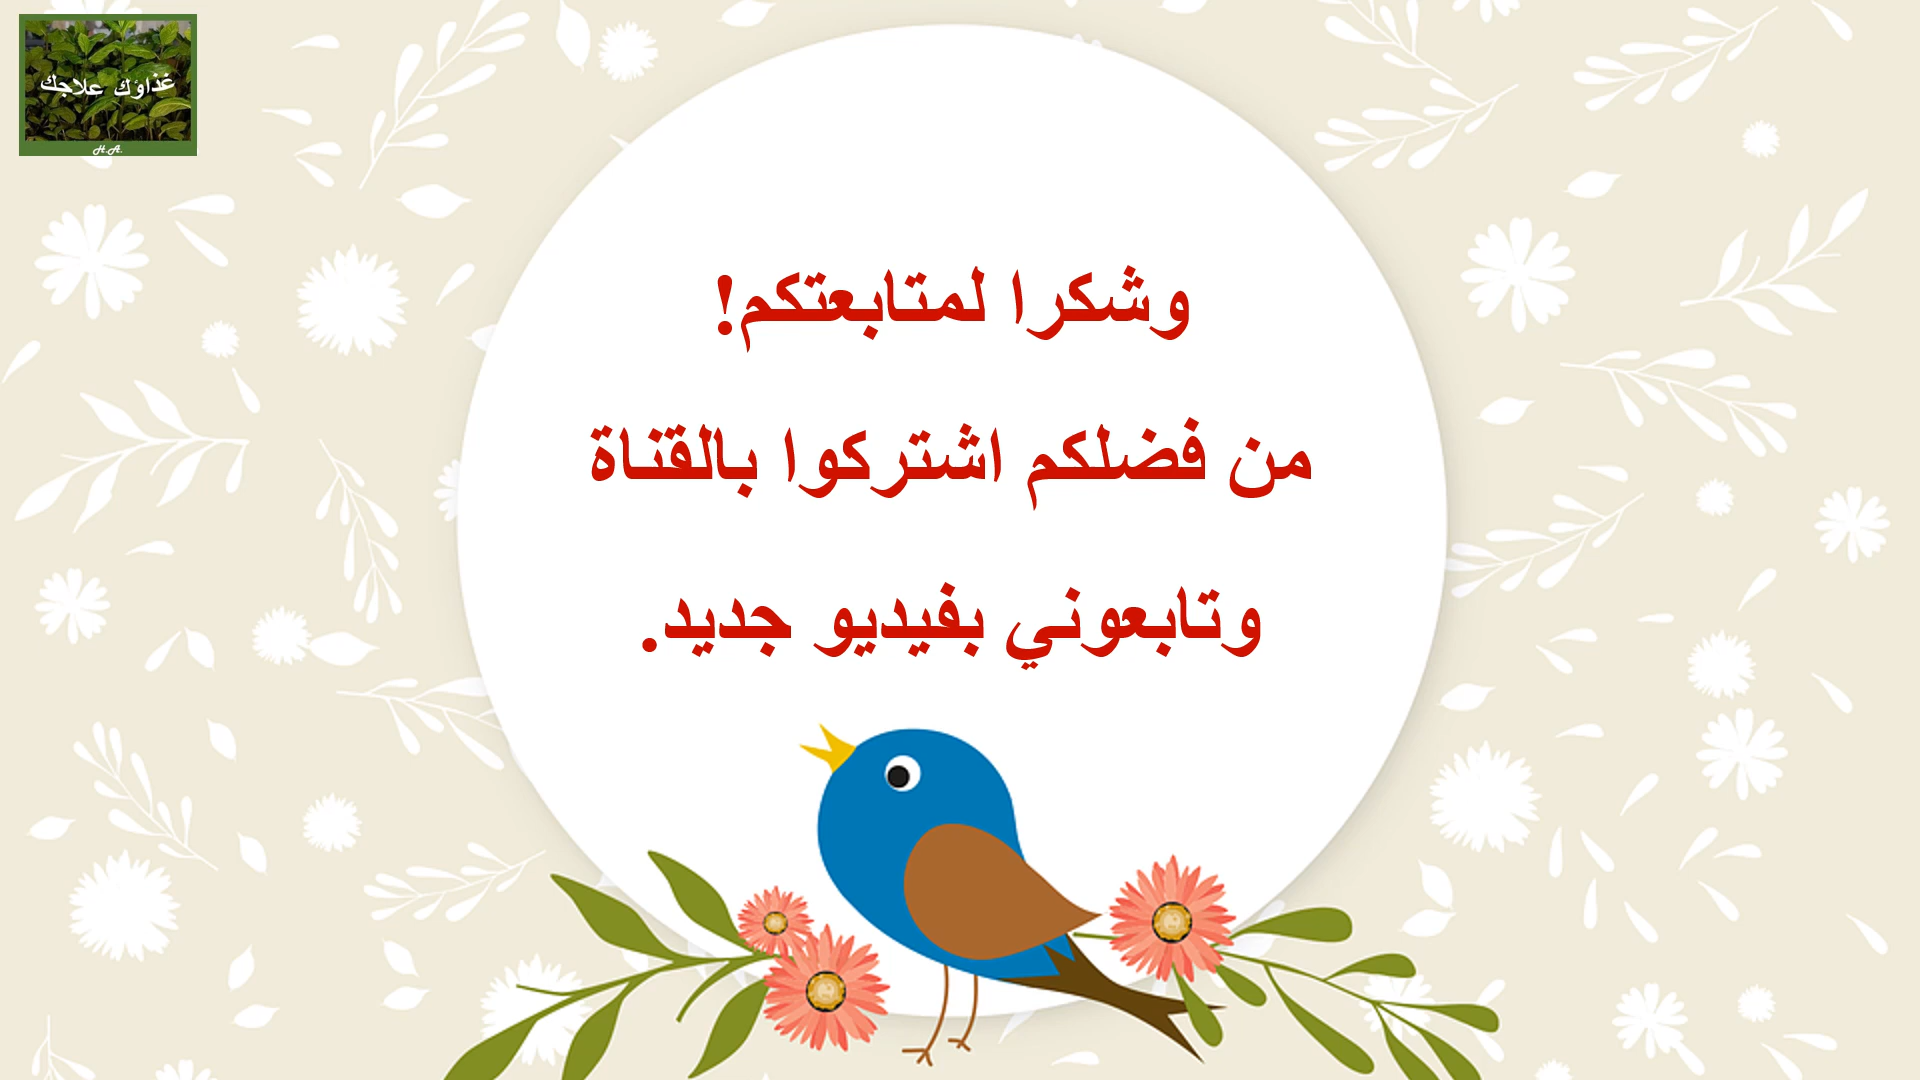 غذاؤك علاجك
H.A.
وشكرا لمتابعتكم!
من فضلكم اشتركوا بالقناة
وتابعوني بفيديو جديد.